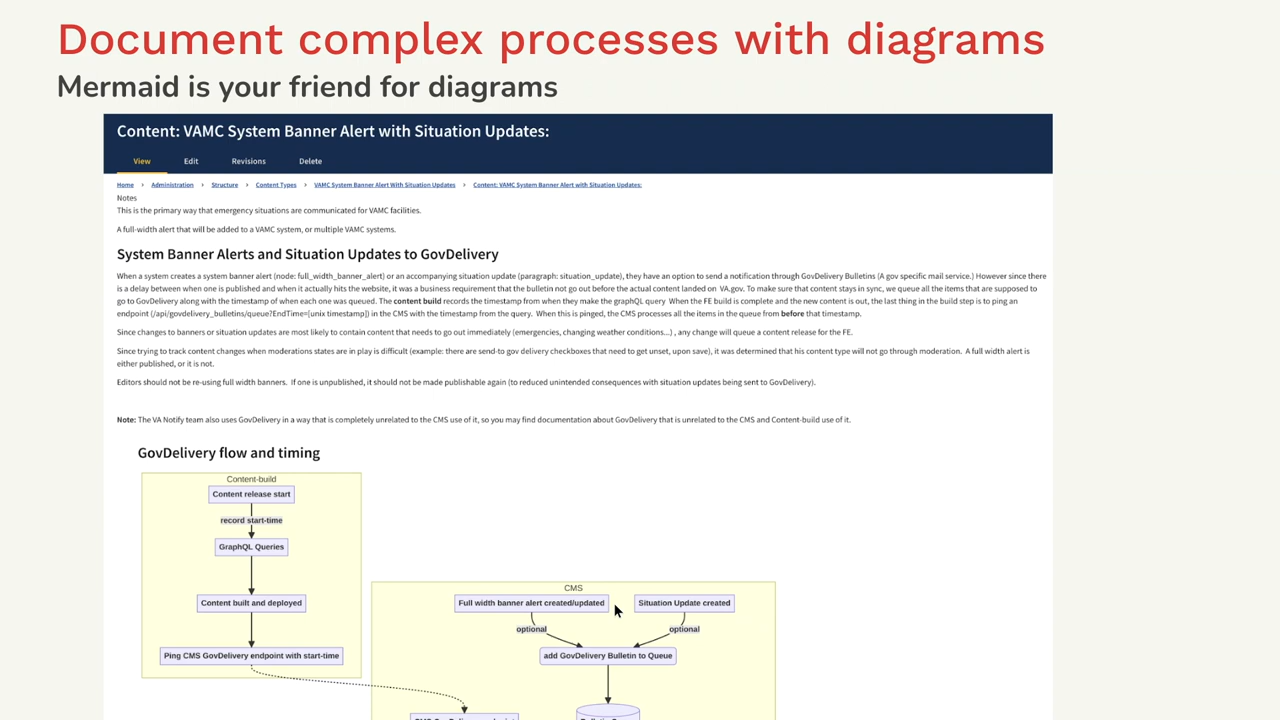 Document complex processes with diagrams
Mermaid is your friend for diagrams
Content: VAMC System Banner Alert with Situation Updates:
View Edit Revisions Delete
Home › Administration › Structure › Content Types › VAMC System Banner Alert With Situation Updates › Content: VAMC System Banner Alert with Situation Updates:
Notes
This is the primary way that emergency situations are communicated for VAMC facilities.
A full-width alert that will be added to a VAMC system, or multiple VAMC systems.
System Banner Alerts and Situation Updates to GovDelivery
When a system creates a system banner alert (node: full_width_banner_alert) or an accompanying situation update (paragraph: situation_update), they have an option to send a notification through GovDelivery Bulletins (A gov specific mail service.) However since there
is a delay between when one is published and when it actually hits the website, it was a business requirement that the bulletin not go out before the actual content landed on VA.gov. To make sure that content stays in sync, we queue all the items that are supposed to
go to GovDelivery along with the timestamp of when each one was queued. The content build records the timestamp from when they make the graphQL query When the FE build is complete and the new content is out, the last thing in the build step is to ping an
endpoint (/api/govdelivery_bulletins/queue?EndTime=[unix timestamp]) in the CMS with the timestamp from the query. When this is pinged, the CMS processes all the items in the queue from before that timestamp.
Since changes to banners or situation updates are most likely to contain content that needs to go out immediately (emergencies, changing weather conditions...) , any change will queue a content release for the FE.
Since trying to track content changes when moderations states are in play is difficult (example: there are send-to gov delivery checkboxes that need to get unset, upon save), it was determined that his content type will not go through moderation. A full width alert is
either published, or it is not.
Editors should not be re-using full width banners. If one is unpublished, it should not be made publishable again (to reduced unintended consequences with situation updates being sent to GovDelivery).
Note: The VA Notify team also uses GovDelivery in a way that is completely unrelated to the CMS use of it, so you may find documentation about GovDelivery that is unrelated to the CMS and Content-build use of it.
GovDelivery flow and timing
Content-build
Content release start
record start-time
GraphQL Queries
Content built and deployed
Ping CMS GovDelivery endpoint with start-time
CMS
Full width banner alert created/updated
Situation Update created
optional
optional
add GovDelivery Bulletin to Queue